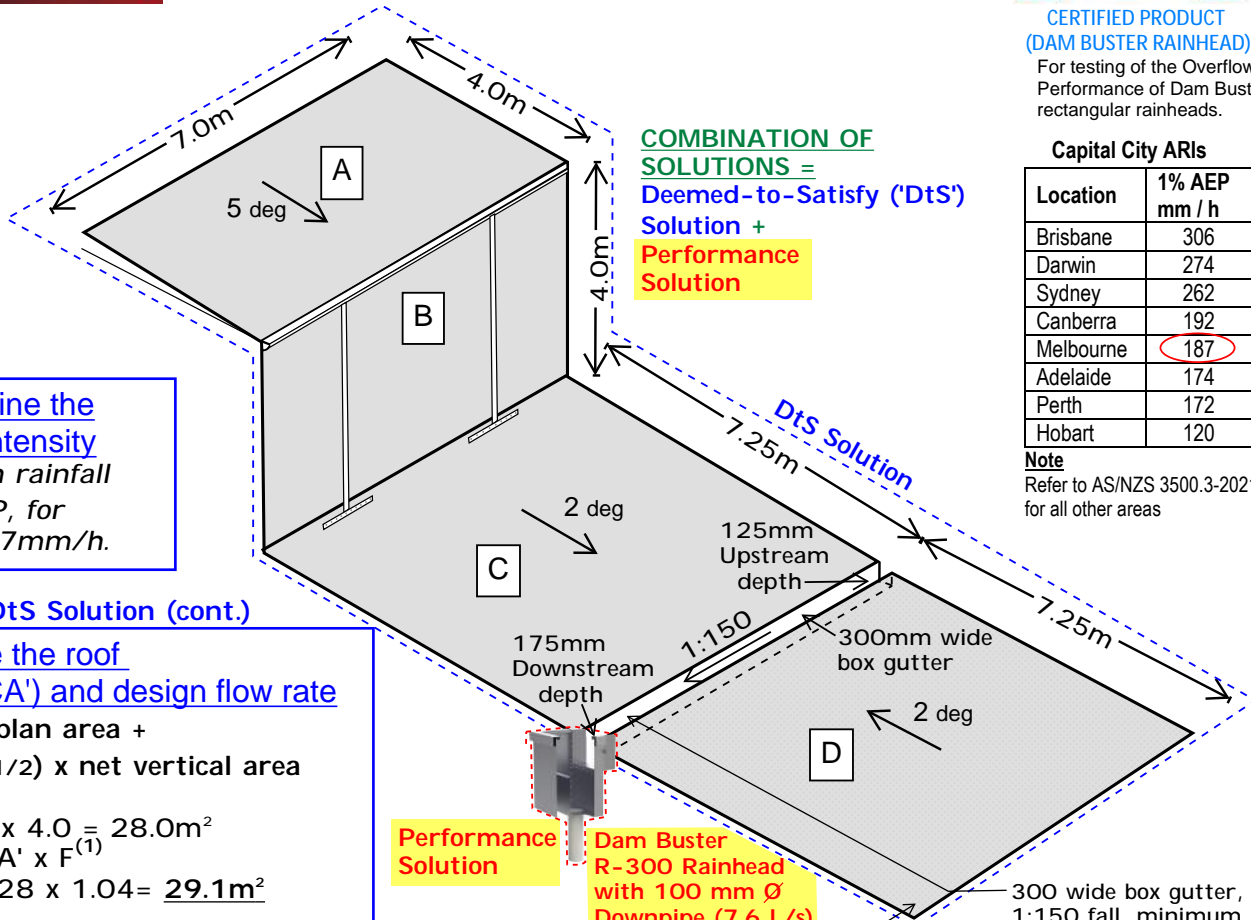 CERTIFIED PRODUCT
(DAM BUSTER RAINHEAD)
For testing of the Overflow
Performance of Dam Bust
rectangular rainheads.
Capital City ARIs
Location 1% AEP mm / h
Brisbane 306
Darwin 274
Sydney 262
Canberra 192
Melbourne 187
Adelaide 174
Perth 172
Hobart 120
Note
Refer to AS/NZS 3500.3-2021
for all other areas
COMBINATION OF
SOLUTIONS =
Deemed-to-Satisfy ('DtS')
Solution +
Performance
Solution
7.0m
4.0m
A
5 deg
4.0m
B
ine the
ntensity
n rainfall
P, for
7mm/h.
DtS Solution
7.25m
7.25m
2 deg
C
125mm
Upstream
depth
1:150
300mm wide
box gutter
175mm
Downstream
depth
2 deg
D
DtS Solution (cont.)
e the roof
CA') and design flow rate
plan area +
1/2) x net vertical area
x 4.0 = 28.0m²
A' x F⁽¹⁾
28 x 1.04= 29.1m²
Performance
Solution
Dam Buster
R-300 Rainhead
with 100 mm Ø
Downpipe (7.6 L/s)
300 wide box gutter,
1:150 fall, minimum